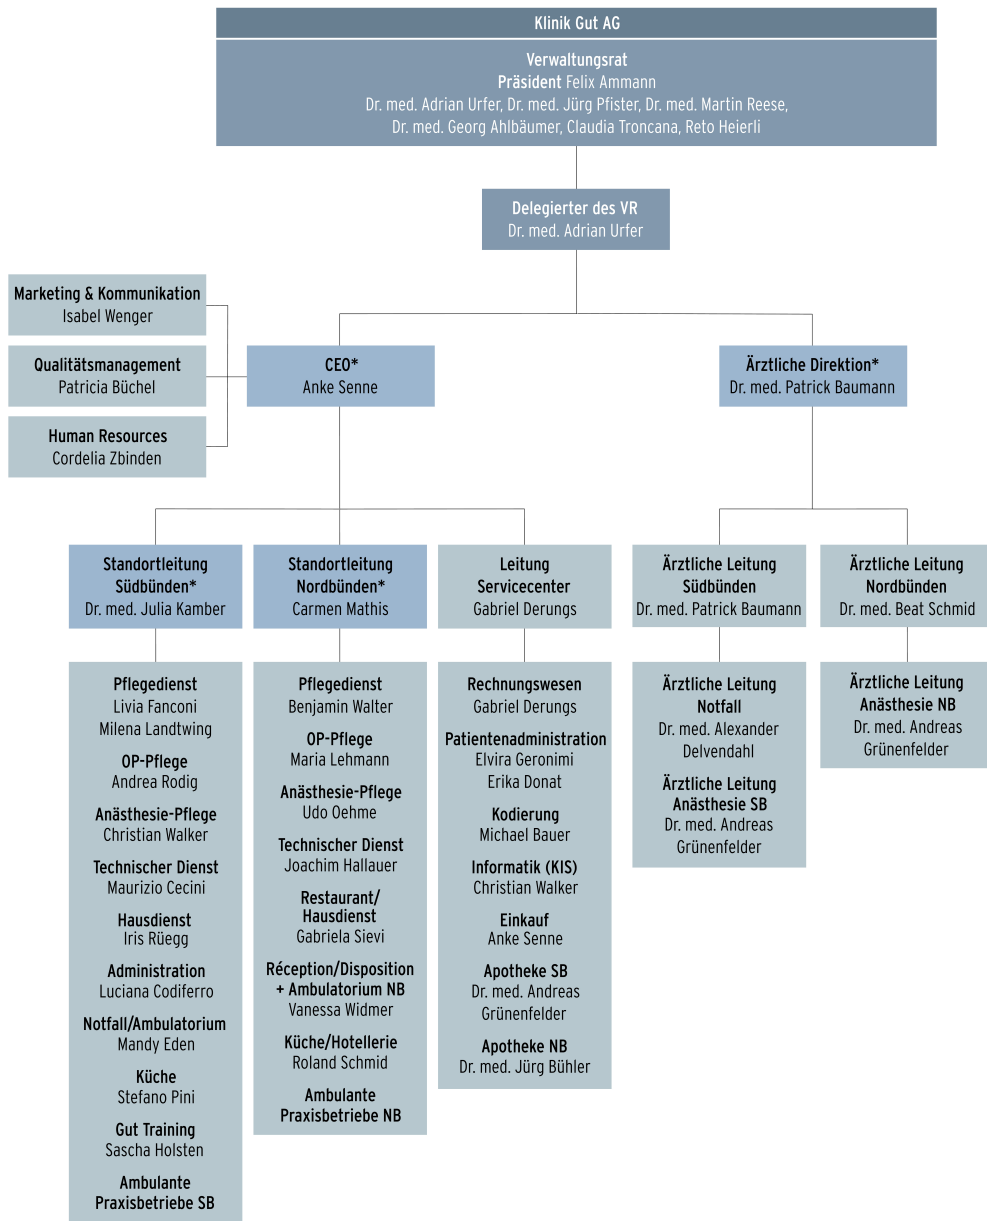 Klinik Gut AG
Verwaltungsrat
Präsident Felix Ammann
Dr. med. Adrian Urfer, Dr. med. Jürg Pfister, Dr. med. Martin Reese,
Dr. med. Georg Ahlbäumer, Claudia Troncana, Reto Heierli
Delegierter des VR
Dr. med. Adrian Urfer
Marketing & Kommunikation
Isabel Wenger
Qualitätsmanagement
Patricia Büchel
Human Resources
Cordelia Zbinden
CEO*
Anke Senne
Ärztliche Direktion*
Dr. med. Patrick Baumann
Standortleitung
Südbünden*
Dr. med. Julia Kamber
Standortleitung
Nordbünden*
Carmen Mathis
Leitung
Servicecenter
Gabriel Derungs
Ärztliche Leitung
Südbünden
Dr. med. Patrick Baumann
Ärztliche Leitung
Nordbünden
Dr. med. Beat Schmid
Pflegedienst
Livia Fanconi
Milena Landtwing
OP-Pflege
Andrea Rodig
Anästhesie-Pflege
Christian Walker
Technischer Dienst
Maurizio Cecini
Hausdienst
Iris Rüegg
Administration
Luciana Codiferro
Notfall/Ambulatorium
Mandy Eden
Küche
Stefano Pini
Gut Training
Sascha Holsten
Ambulante
Praxisbetriebe SB
Pflegedienst
Benjamin Walter
OP-Pflege
Maria Lehmann
Anästhesie-Pflege
Udo Oehme
Technischer Dienst
Joachim Hallauer
Restaurant/
Hausdienst
Gabriela Sievi
Réception/Disposition
+ Ambulatorium NB
Vanessa Widmer
Küche/Hotellerie
Roland Schmid
Ambulante
Praxisbetriebe NB
Rechnungswesen
Gabriel Derungs
Patientenadministration
Elvira Geronimi
Erika Donat
Kodierung
Michael Bauer
Informatik (KIS)
Christian Walker
Einkauf
Anke Senne
Apotheke SB
Dr. med. Andreas
Grünenfelder
Apotheke NB
Dr. med. Jürg Bühler
Ärztliche Leitung
Notfall
Dr. med. Alexander
Delvendahl
Ärztliche Leitung
Anästhesie SB
Dr. med. Andreas
Grünenfelder
Ärztliche Leitung
Anästhesie NB
Dr. med. Andreas
Grünenfelder